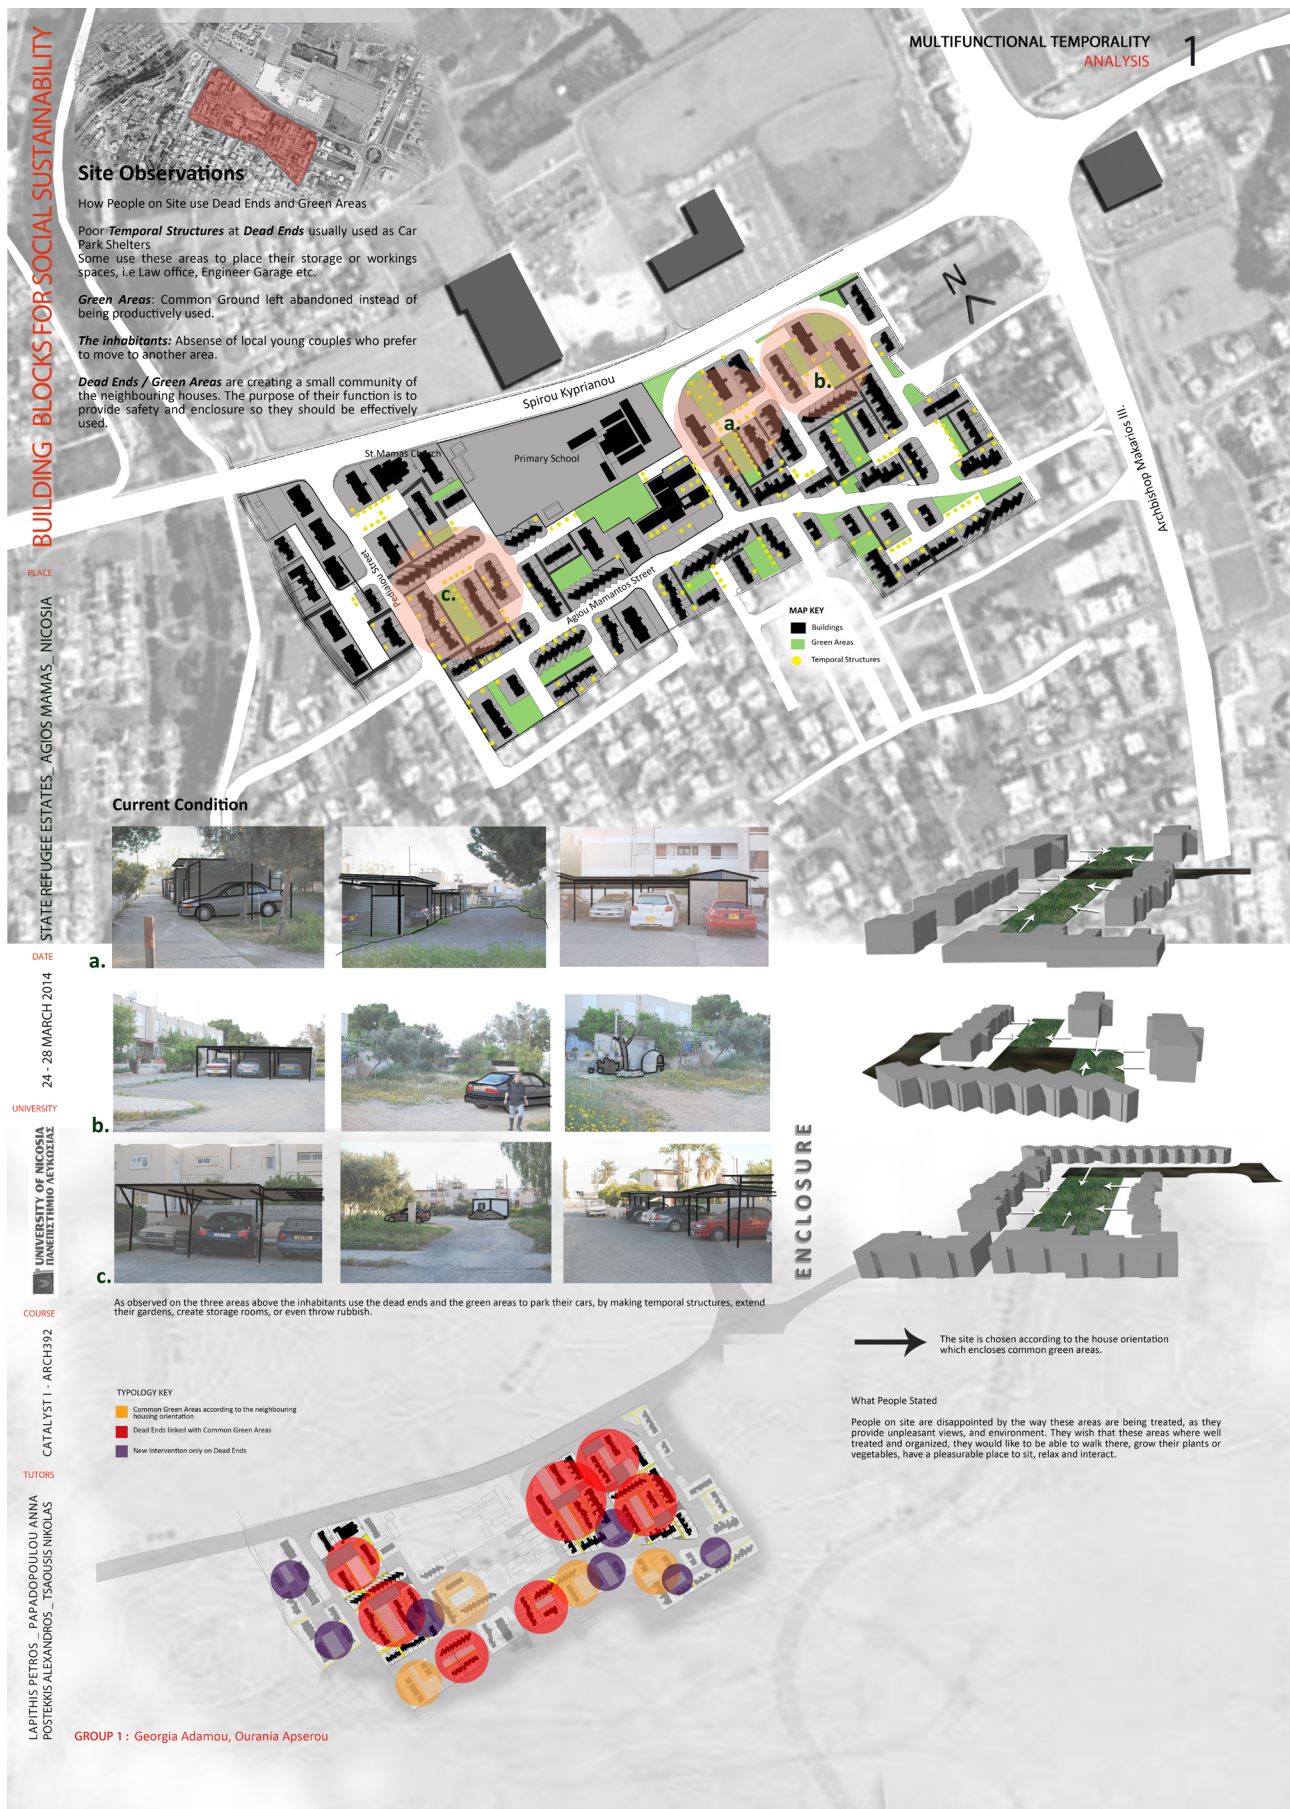 BUILDING BLOCKS FOR SOCIAL SUSTAINABILITY
MULTIFUNCTIONAL TEMPORALITY
ANALYSIS
1
Site Observations
How People on Site use Dead Ends and Green Areas
Poor Temporal Structures at Dead Ends usually used as Car
Park Shelters
Some use these areas to place their storage or workings
spaces, i.e Law office, Engineer Garage etc.
Green Areas: Common Ground left abandoned instead of
being productively used.
The inhabitants: Absense of local young couples who prefer
to move to another area.
Dead Ends / Green Areas are creating a small community of
the neighbouring houses. The purpose of their function is to
provide safety and enclosure so they should be effectively
used.
N
Spirou Kyprianou
St.Mamas Church
Primary School
Pediaiou Street
Agiou Mamantos Street
Archbishop Makarios III.
a.
b.
c.
MAP KEY
Buildings
Green Areas
Temporal Structures
PLACE
STATE REFUGEE ESTATES_ AGIOS MAMAS_ NICOSIA
DATE
24 - 28 MARCH 2014
UNIVERSITY
UNIVERSITY OF NICOSIA
ΠΑΝΕΠΙΣΤΗΜΙΟ ΛΕΥΚΩΣΙΑΣ
COURSE
CATALYST I - ARCH392
TUTORS
LAPITHIS PETROS _ PAPADOPOULOU ANNA
POSTEKKIS ALEXANDROS_ TSAOUSIS NIKOLAS
Current Condition
a.
b.
c.
ENCLOSURE
As observed on the three areas above the inhabitants use the dead ends and the green areas to park their cars, by making temporal structures, extend
their gardens, create storage rooms, or even throw rubbish.
The site is chosen according to the house orientation
which encloses common green areas.
What People Stated
People on site are disappointed by the way these areas are being treated, as they
provide unpleasant views, and environment. They wish that these areas where well
treated and organized, they would like to be able to walk there, grow their plants or
vegetables, have a pleasurable place to sit, relax and interact.
TYPOLOGY KEY
Common Green Areas according to the neighbouring
housing orientation
Dead Ends linked with Common Green Areas
New Intervention only on Dead Ends
GROUP 1 : Georgia Adamou, Ourania Apserou